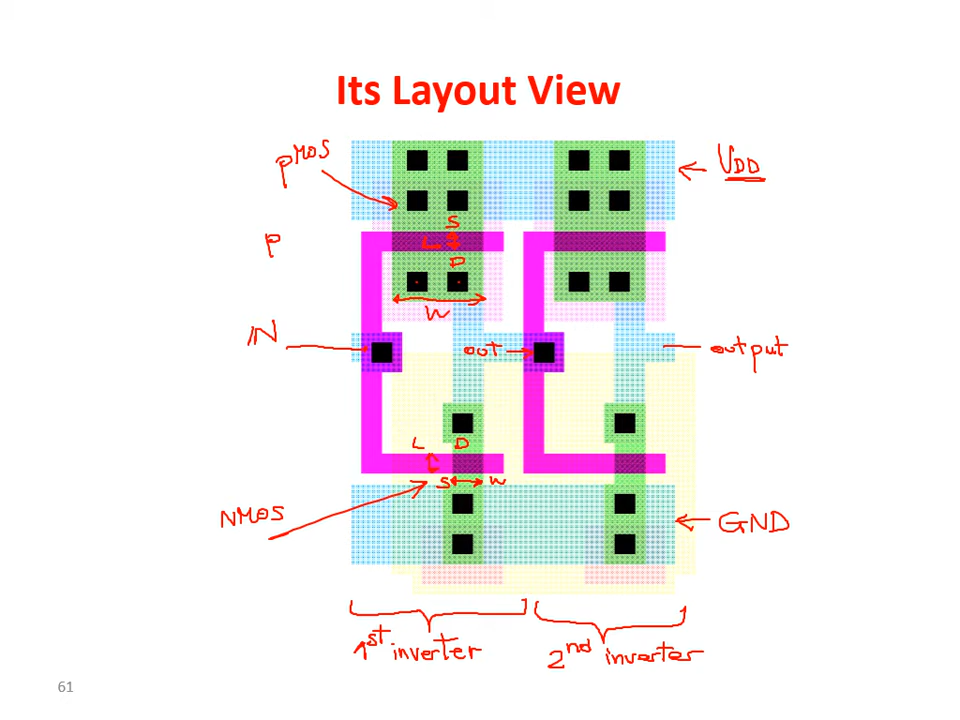 Its Layout View
PMOS
VDD
S
P
L
D
W
IN
out
output
L
D
S
W
NMOS
GND
1st inverter
2nd inverter
61